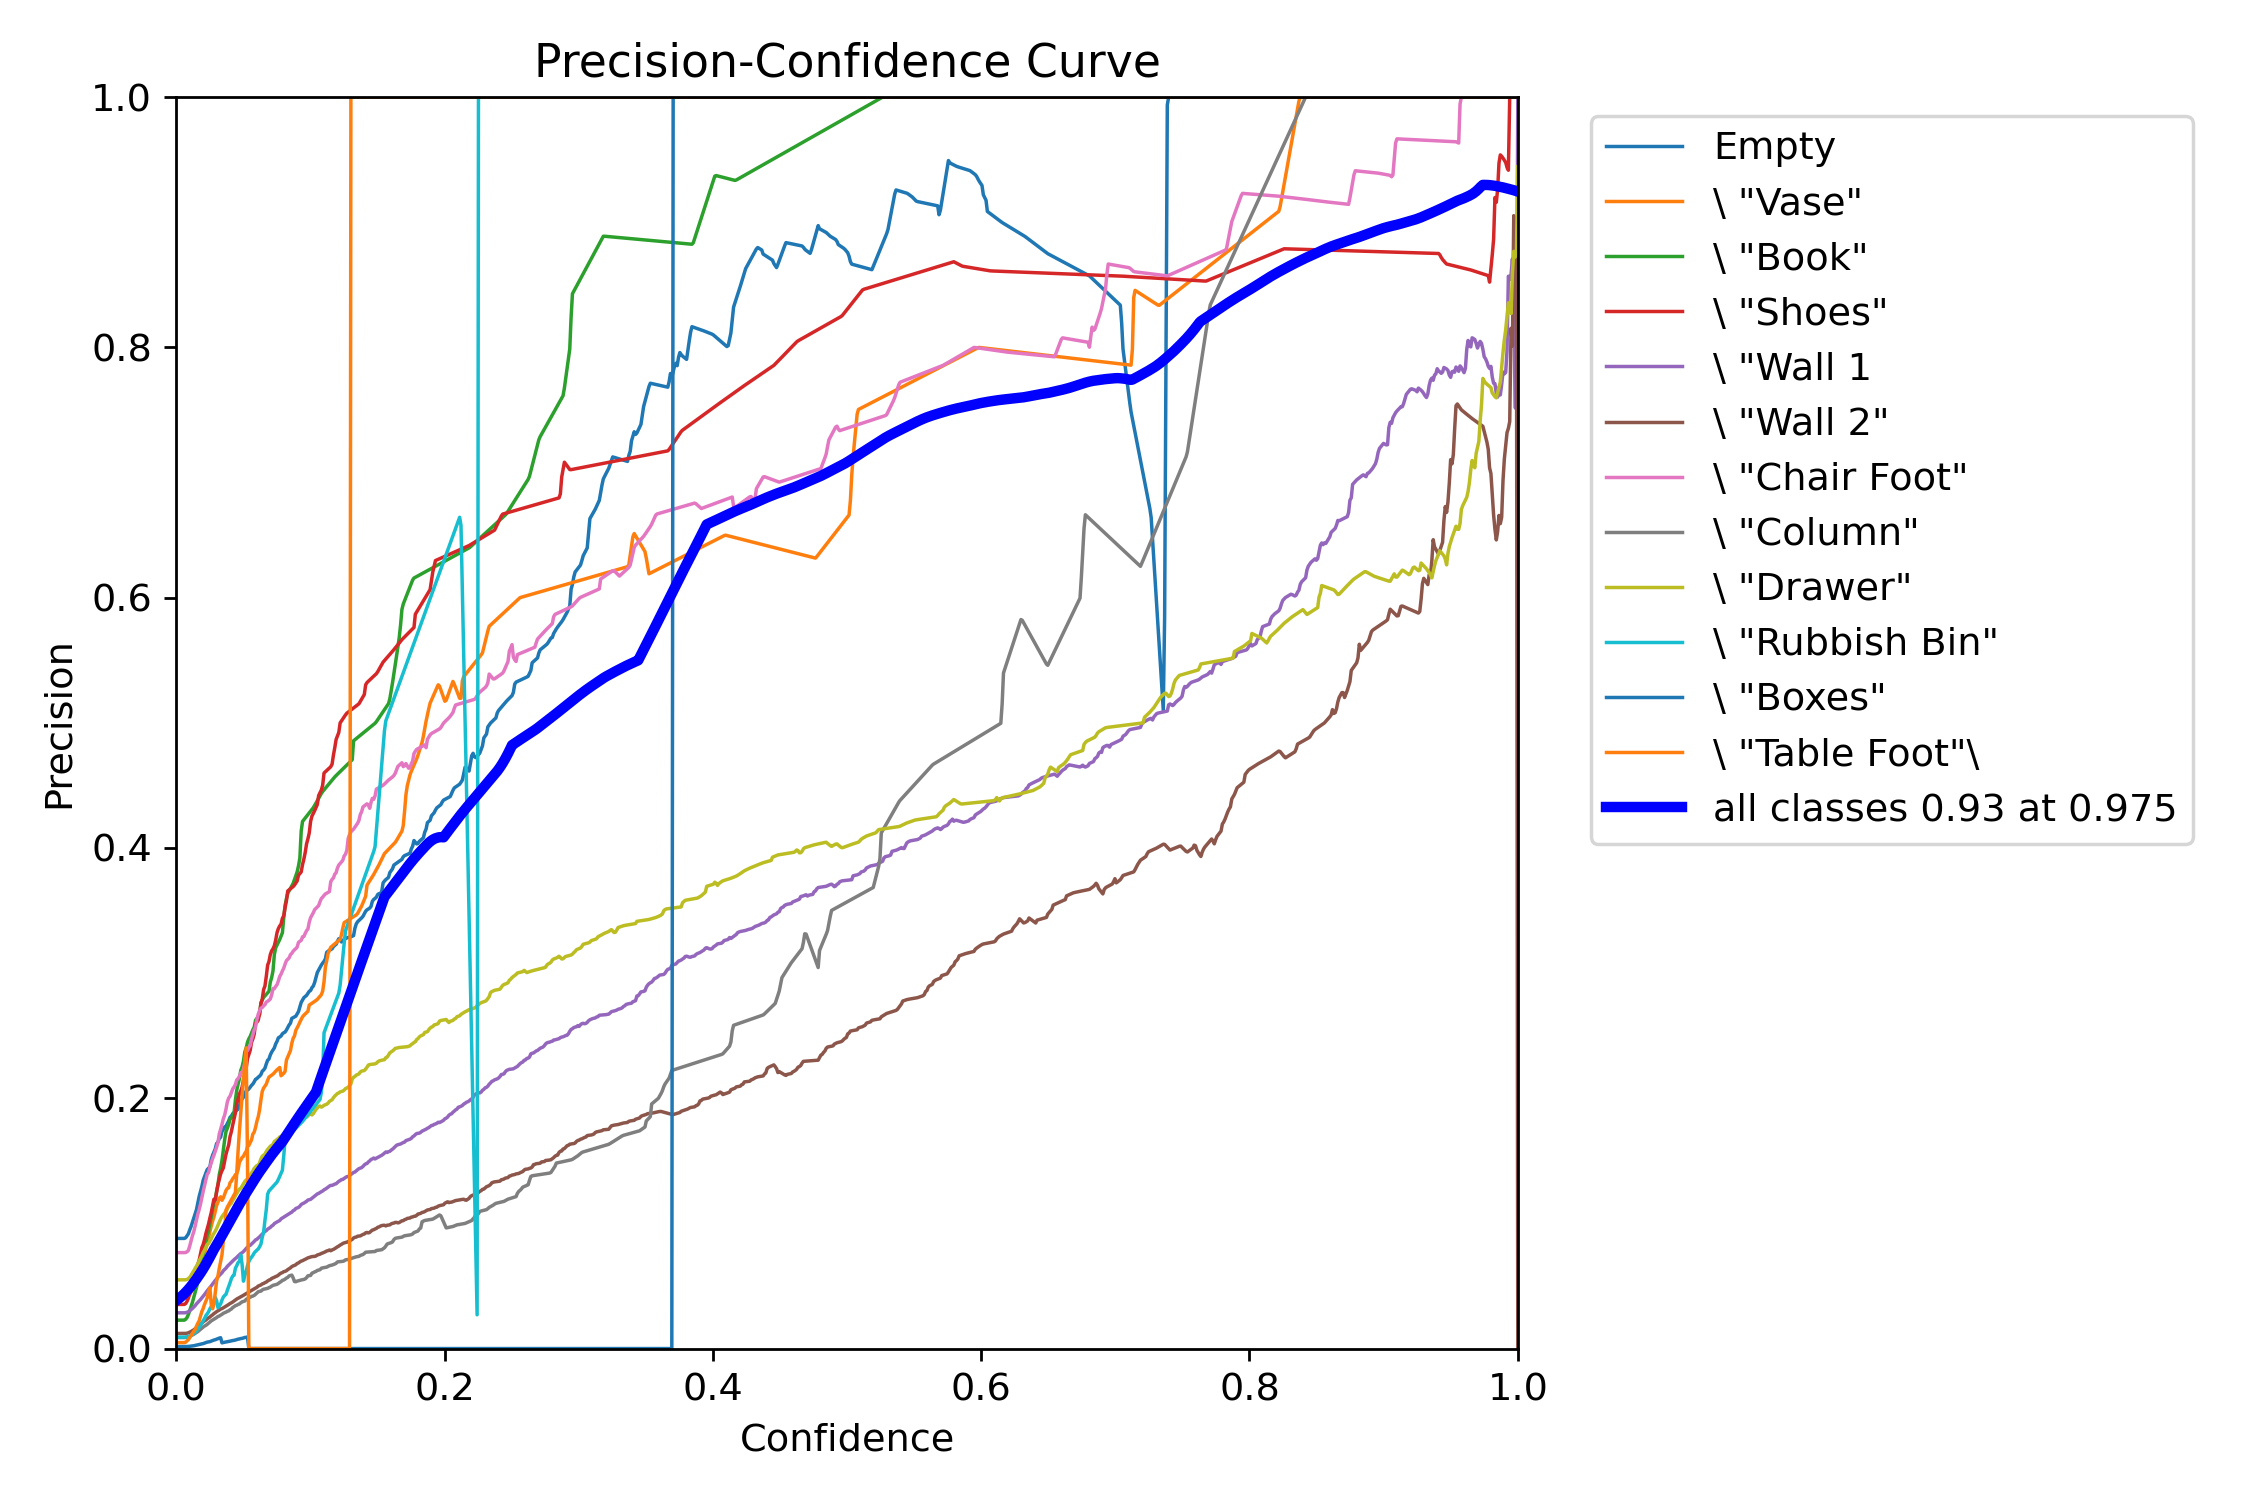 Precision-Confidence Curve
1.0
0.8
0.6
0.4
0.2
0.0
Precision
0.0 0.2 0.4 0.6 0.8 1.0
Confidence
Empty
\ "Vase"
\ "Book"
\ "Shoes"
\ "Wall 1
\ "Wall 2"
\ "Chair Foot"
\ "Column"
\ "Drawer"
\ "Rubbish Bin"
\ "Boxes"
\ "Table Foot"\
all classes 0.93 at 0.975